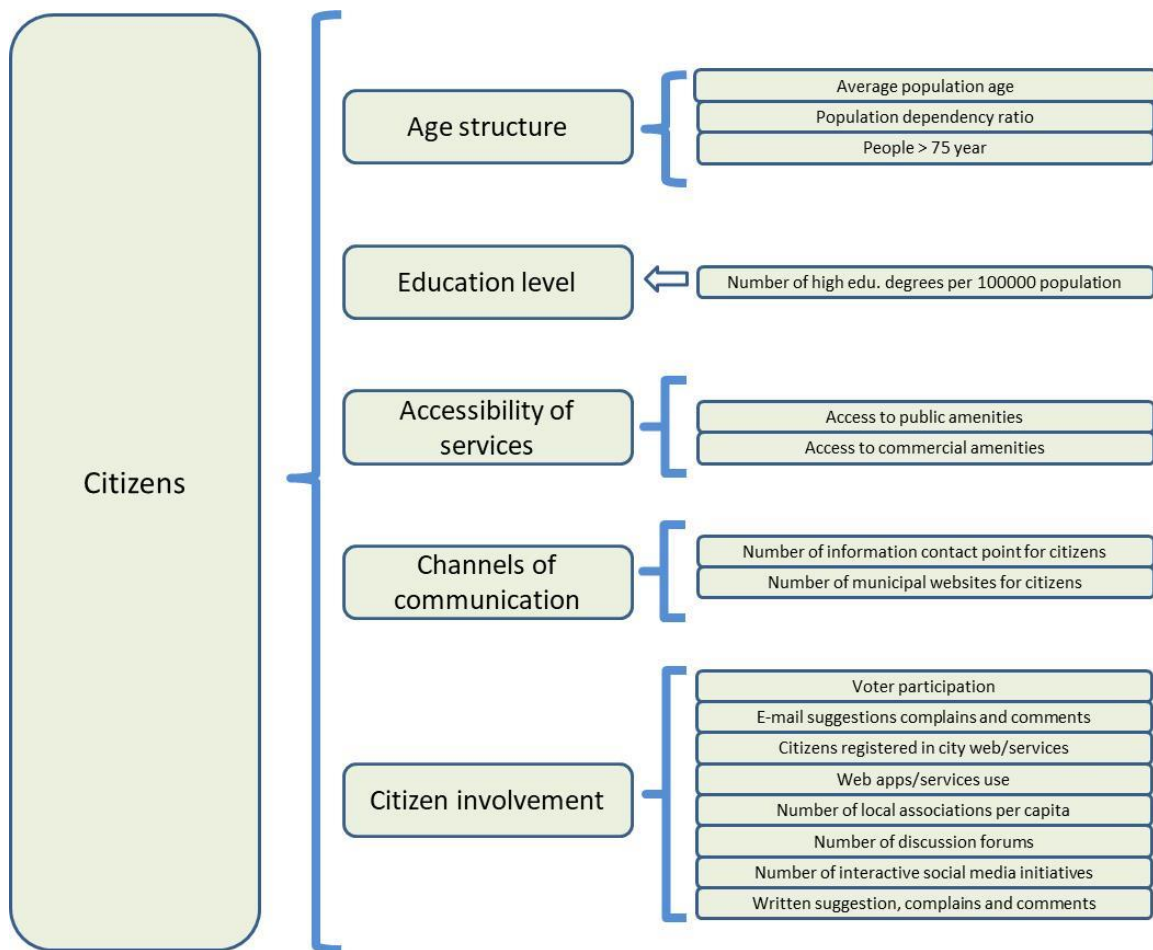 Citizens
Age structure
Average population age
Population dependency ratio
People > 75 year
Education level
Number of high edu. degrees per 100000 population
Accessibility of
services
Access to public amenities
Access to commercial amenities
Channels of
communication
Number of information contact point for citizens
Number of municipal websites for citizens
Citizen involvement
Voter participation
E-mail suggestions complains and comments
Citizens registered in city web/services
Web apps/services use
Number of local associations per capita
Number of discussion forums
Number of interactive social media initiatives
Written suggestion, complains and comments